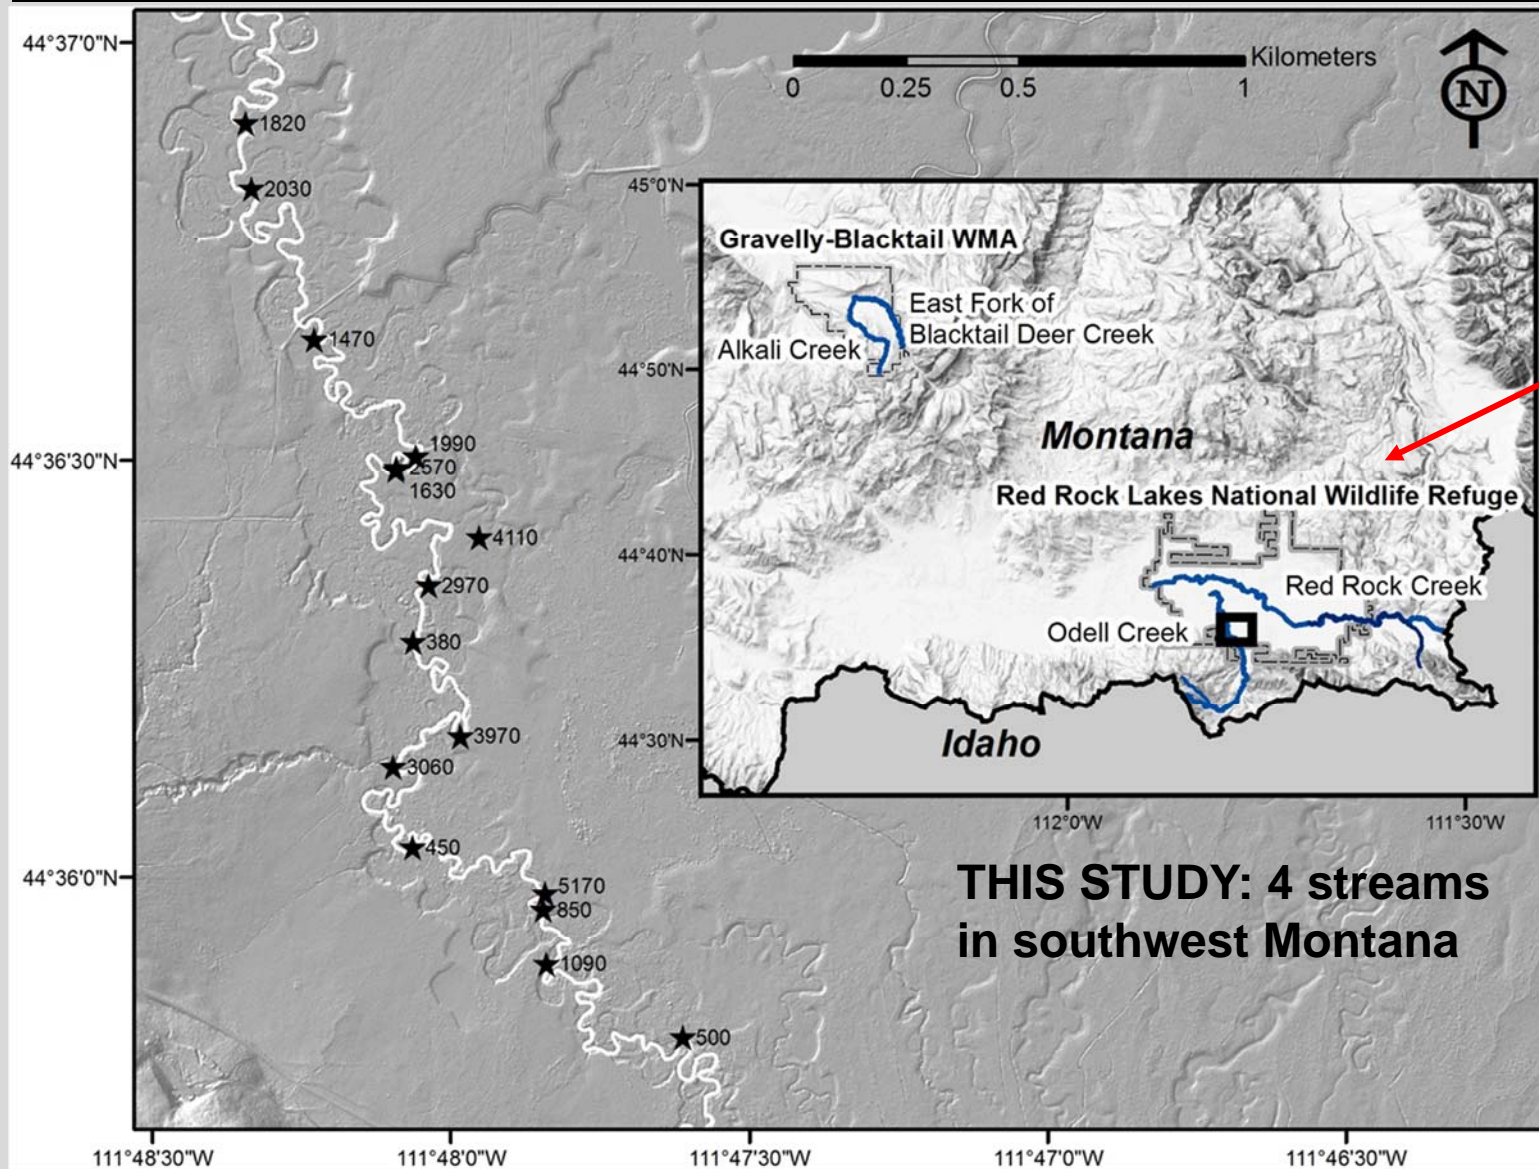 44°37'0"N
Kilometers
0 0.25 0.5 1
N
1820
2030
1470
1990
2570
1630
44°36'30"N
4110
2970
380
3970
3060
450
44°36'0"N
5170
850
1090
500
45°0'N
44°50'N
44°40'N
44°30'N
Gravelly-Blacktail WMA
East Fork of
Blacktail Deer Creek
Alkali Creek
Montana
Red Rock Lakes National Wildlife Refuge
Red Rock Creek
Odell Creek
Idaho
112°0'W 111°30'W
THIS STUDY: 4 streams
in southwest Montana
111°48'30"W 111°48'0"W 111°47'30"W 111°47'0"W 111°46'30"W